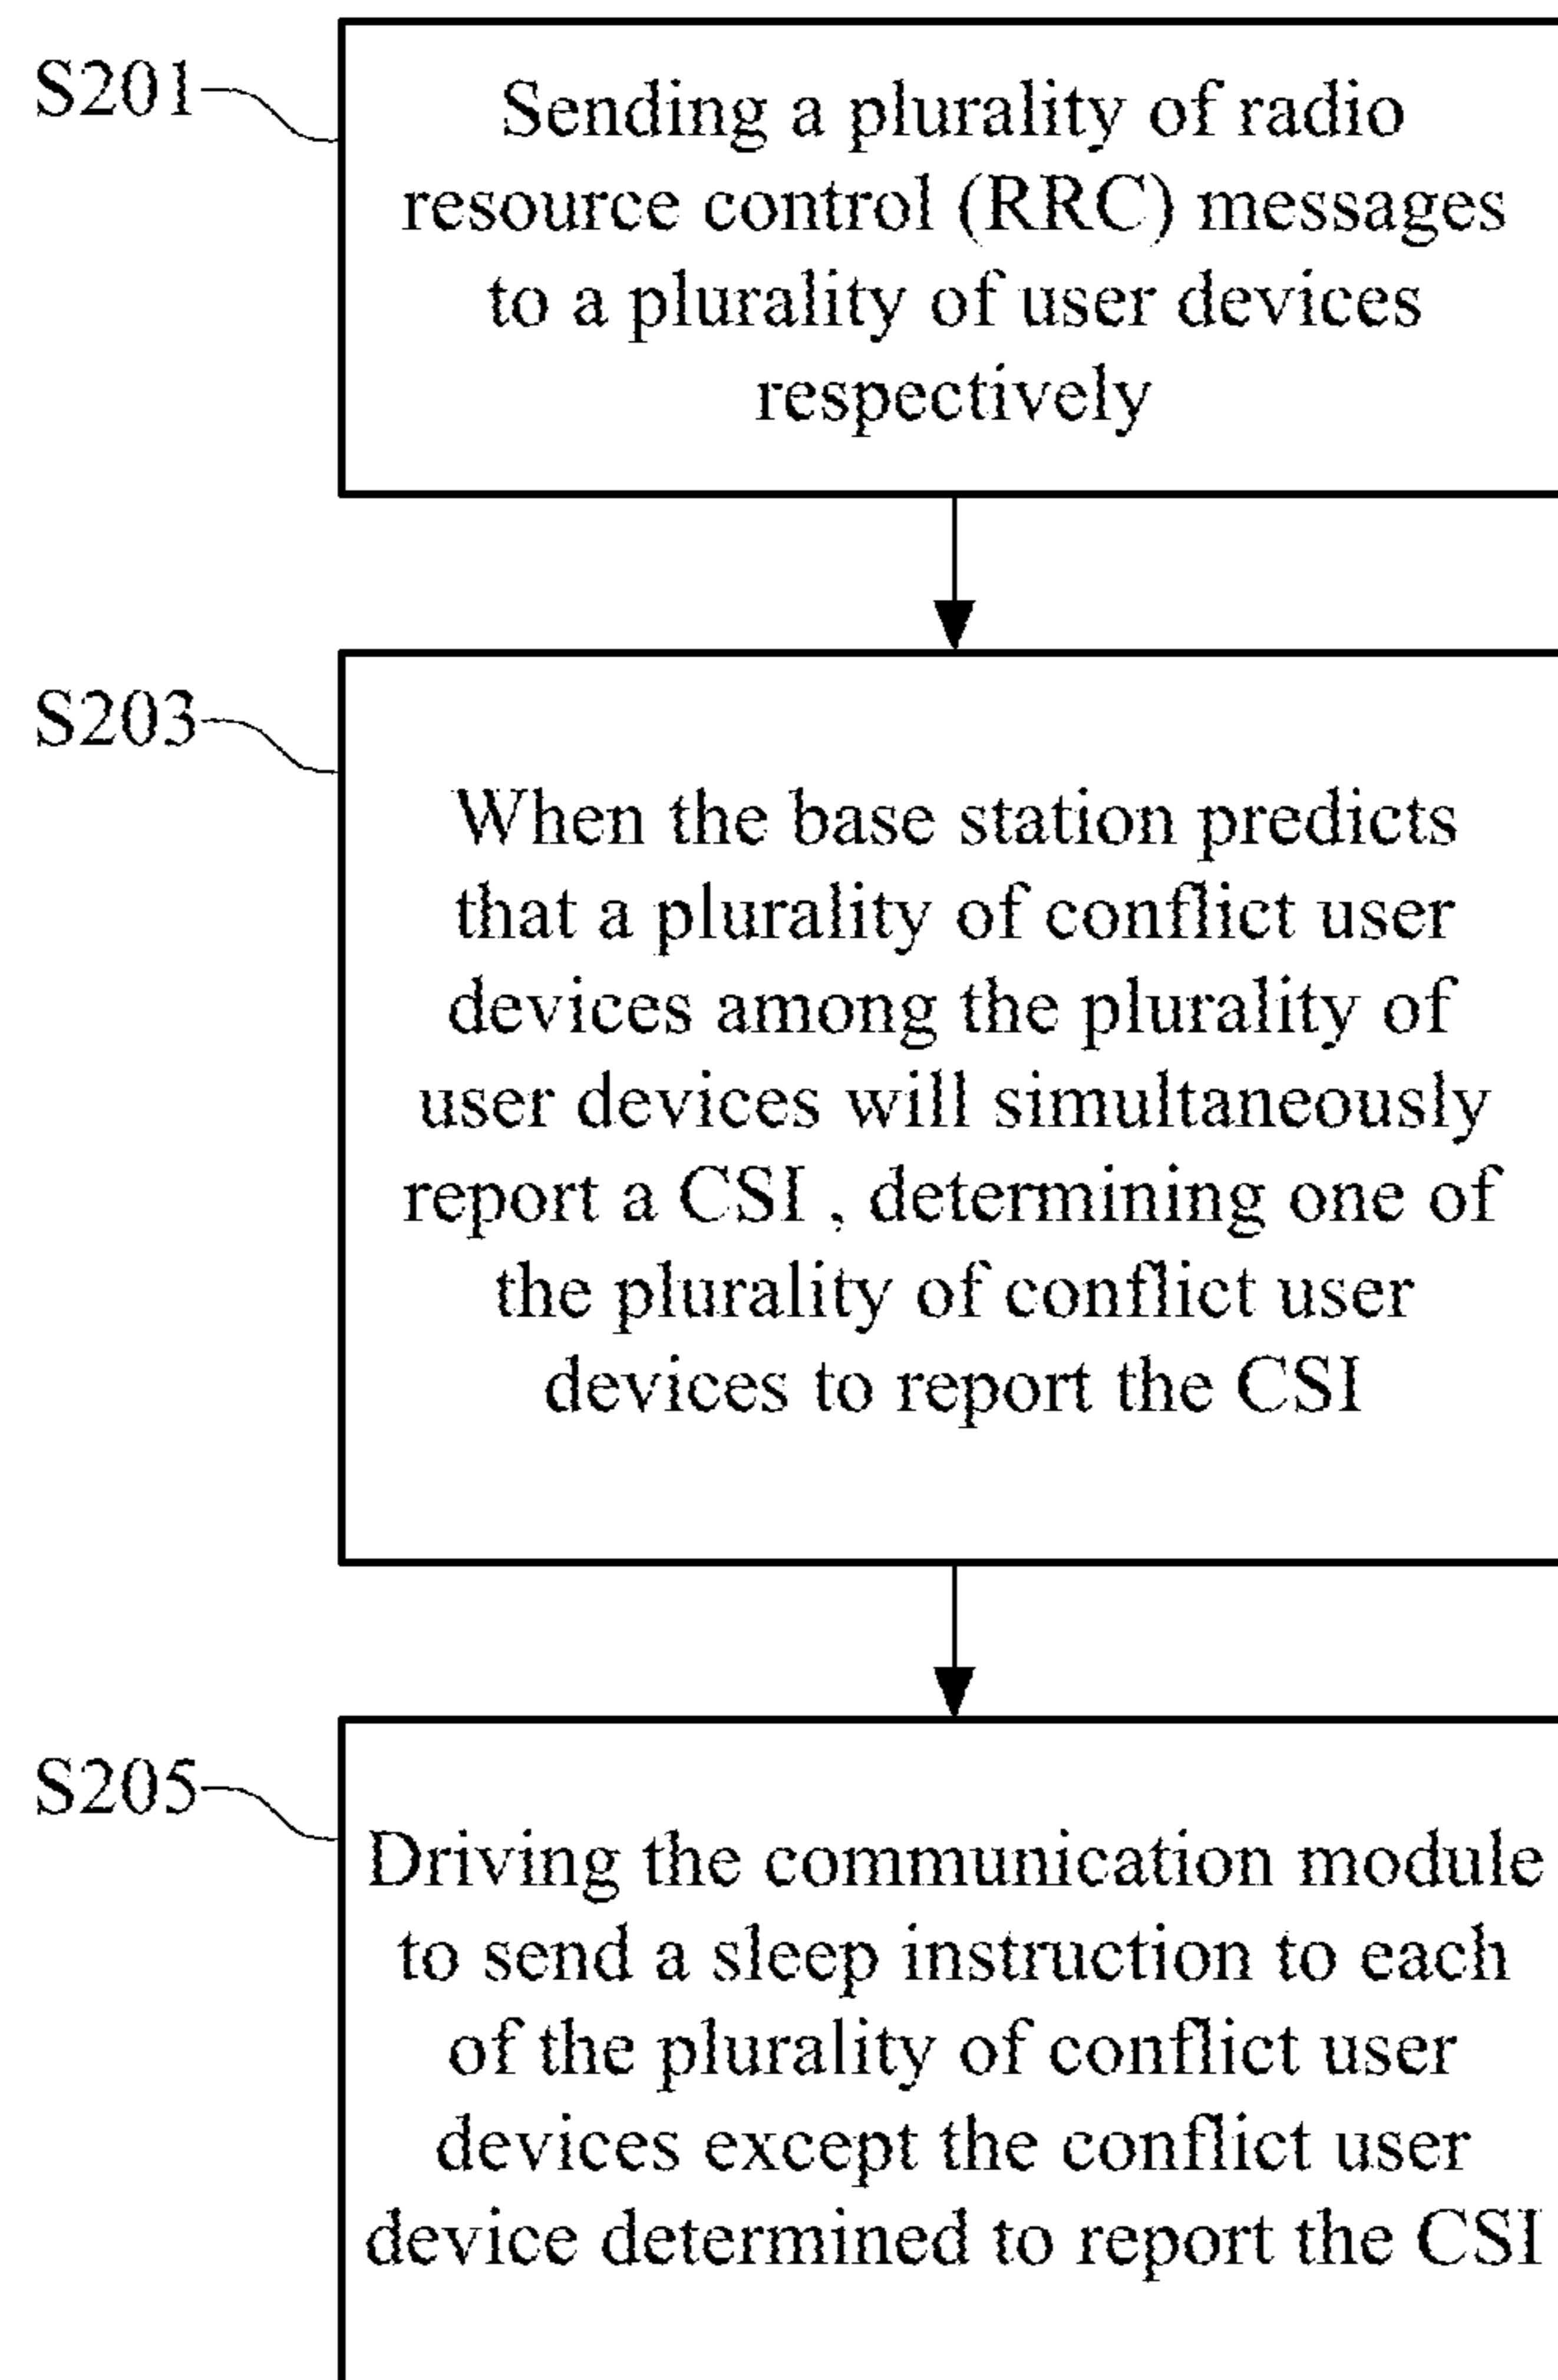 S201
Sending a plurality of radio
resource control (RRC) messages
to a plurality of user devices
respectively
S203
When the base station predicts
that a plurality of conflict user
devices among the plurality of
user devices will simultaneously
report a CSI , determining one of
the plurality of conflict user
devices to report the CSI
S205
Driving the communication module
to send a sleep instruction to each
of the plurality of conflict user
devices except the conflict user
device determined to report the CSI